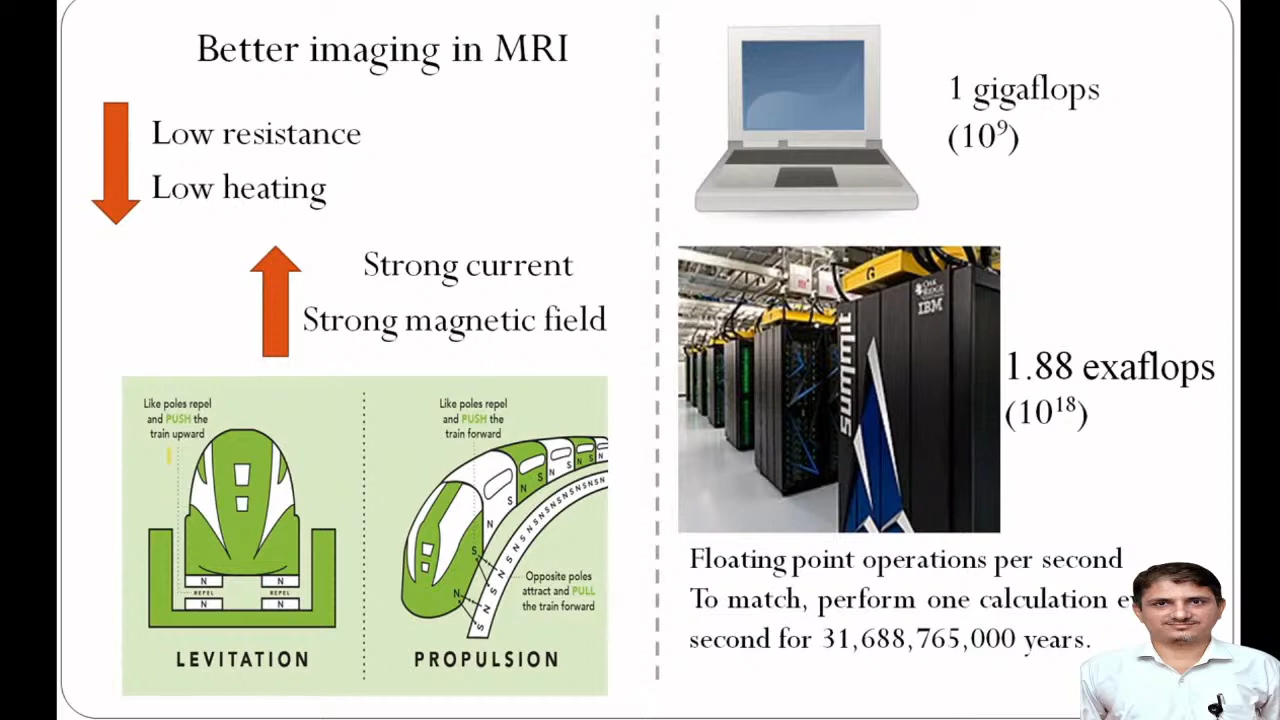 Better imaging in MRI
Low resistance
Low heating
Strong current
Strong magnetic field
Like poles repel
and PUSH the
train upward
N
N
REPEL
REPEL
N
N
LEVITATION
Like poles repel
and PUSH the
train forward
S
N
S
N
S
N
S
N
N
S
N
Opposite poles
attract and PULL
the train forward
PROPULSION
1 gigaflops
(10⁹)
OAK
RIDGE
IBM
SUMMIT
1.88 exaflops
(10¹⁸)
Floating point operations per second
To match, perform one calculation
second for 31,688,765,000 years.